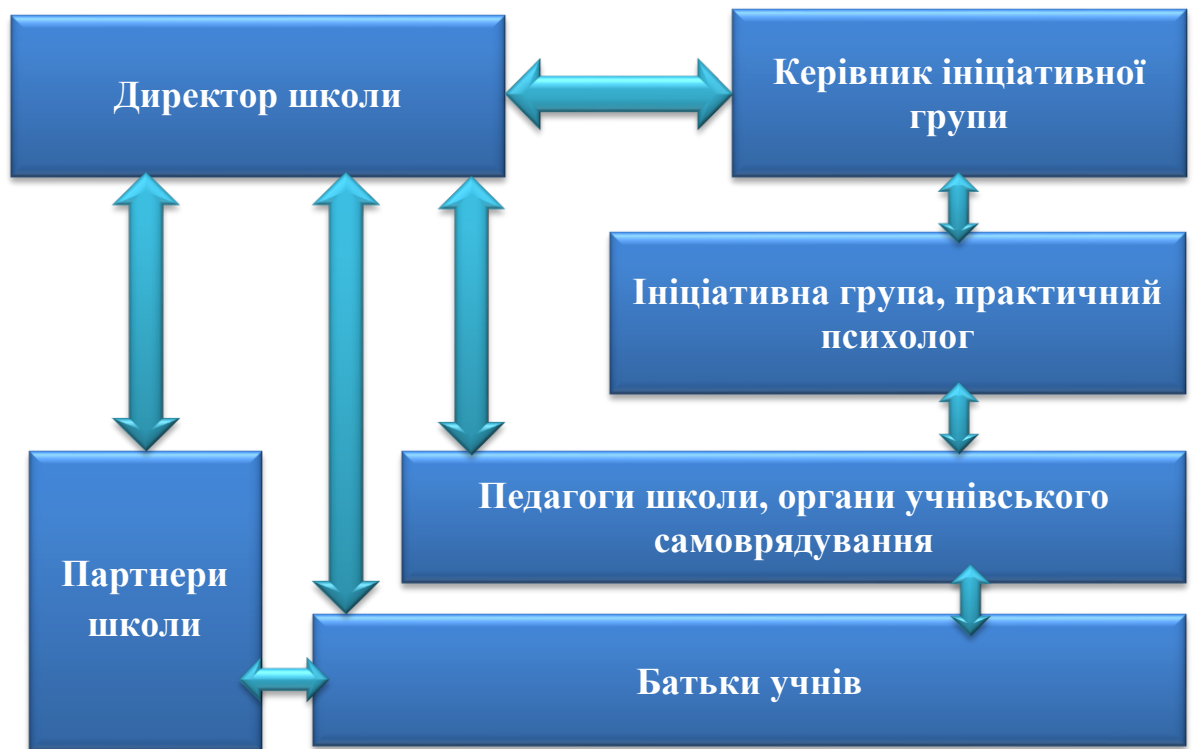 Директор школи
Керівник ініціативної
групи
Ініціативна група, практичний
психолог
Педагоги школи, органи учнівського
самоврядування
Партнери
школи
Батьки учнів